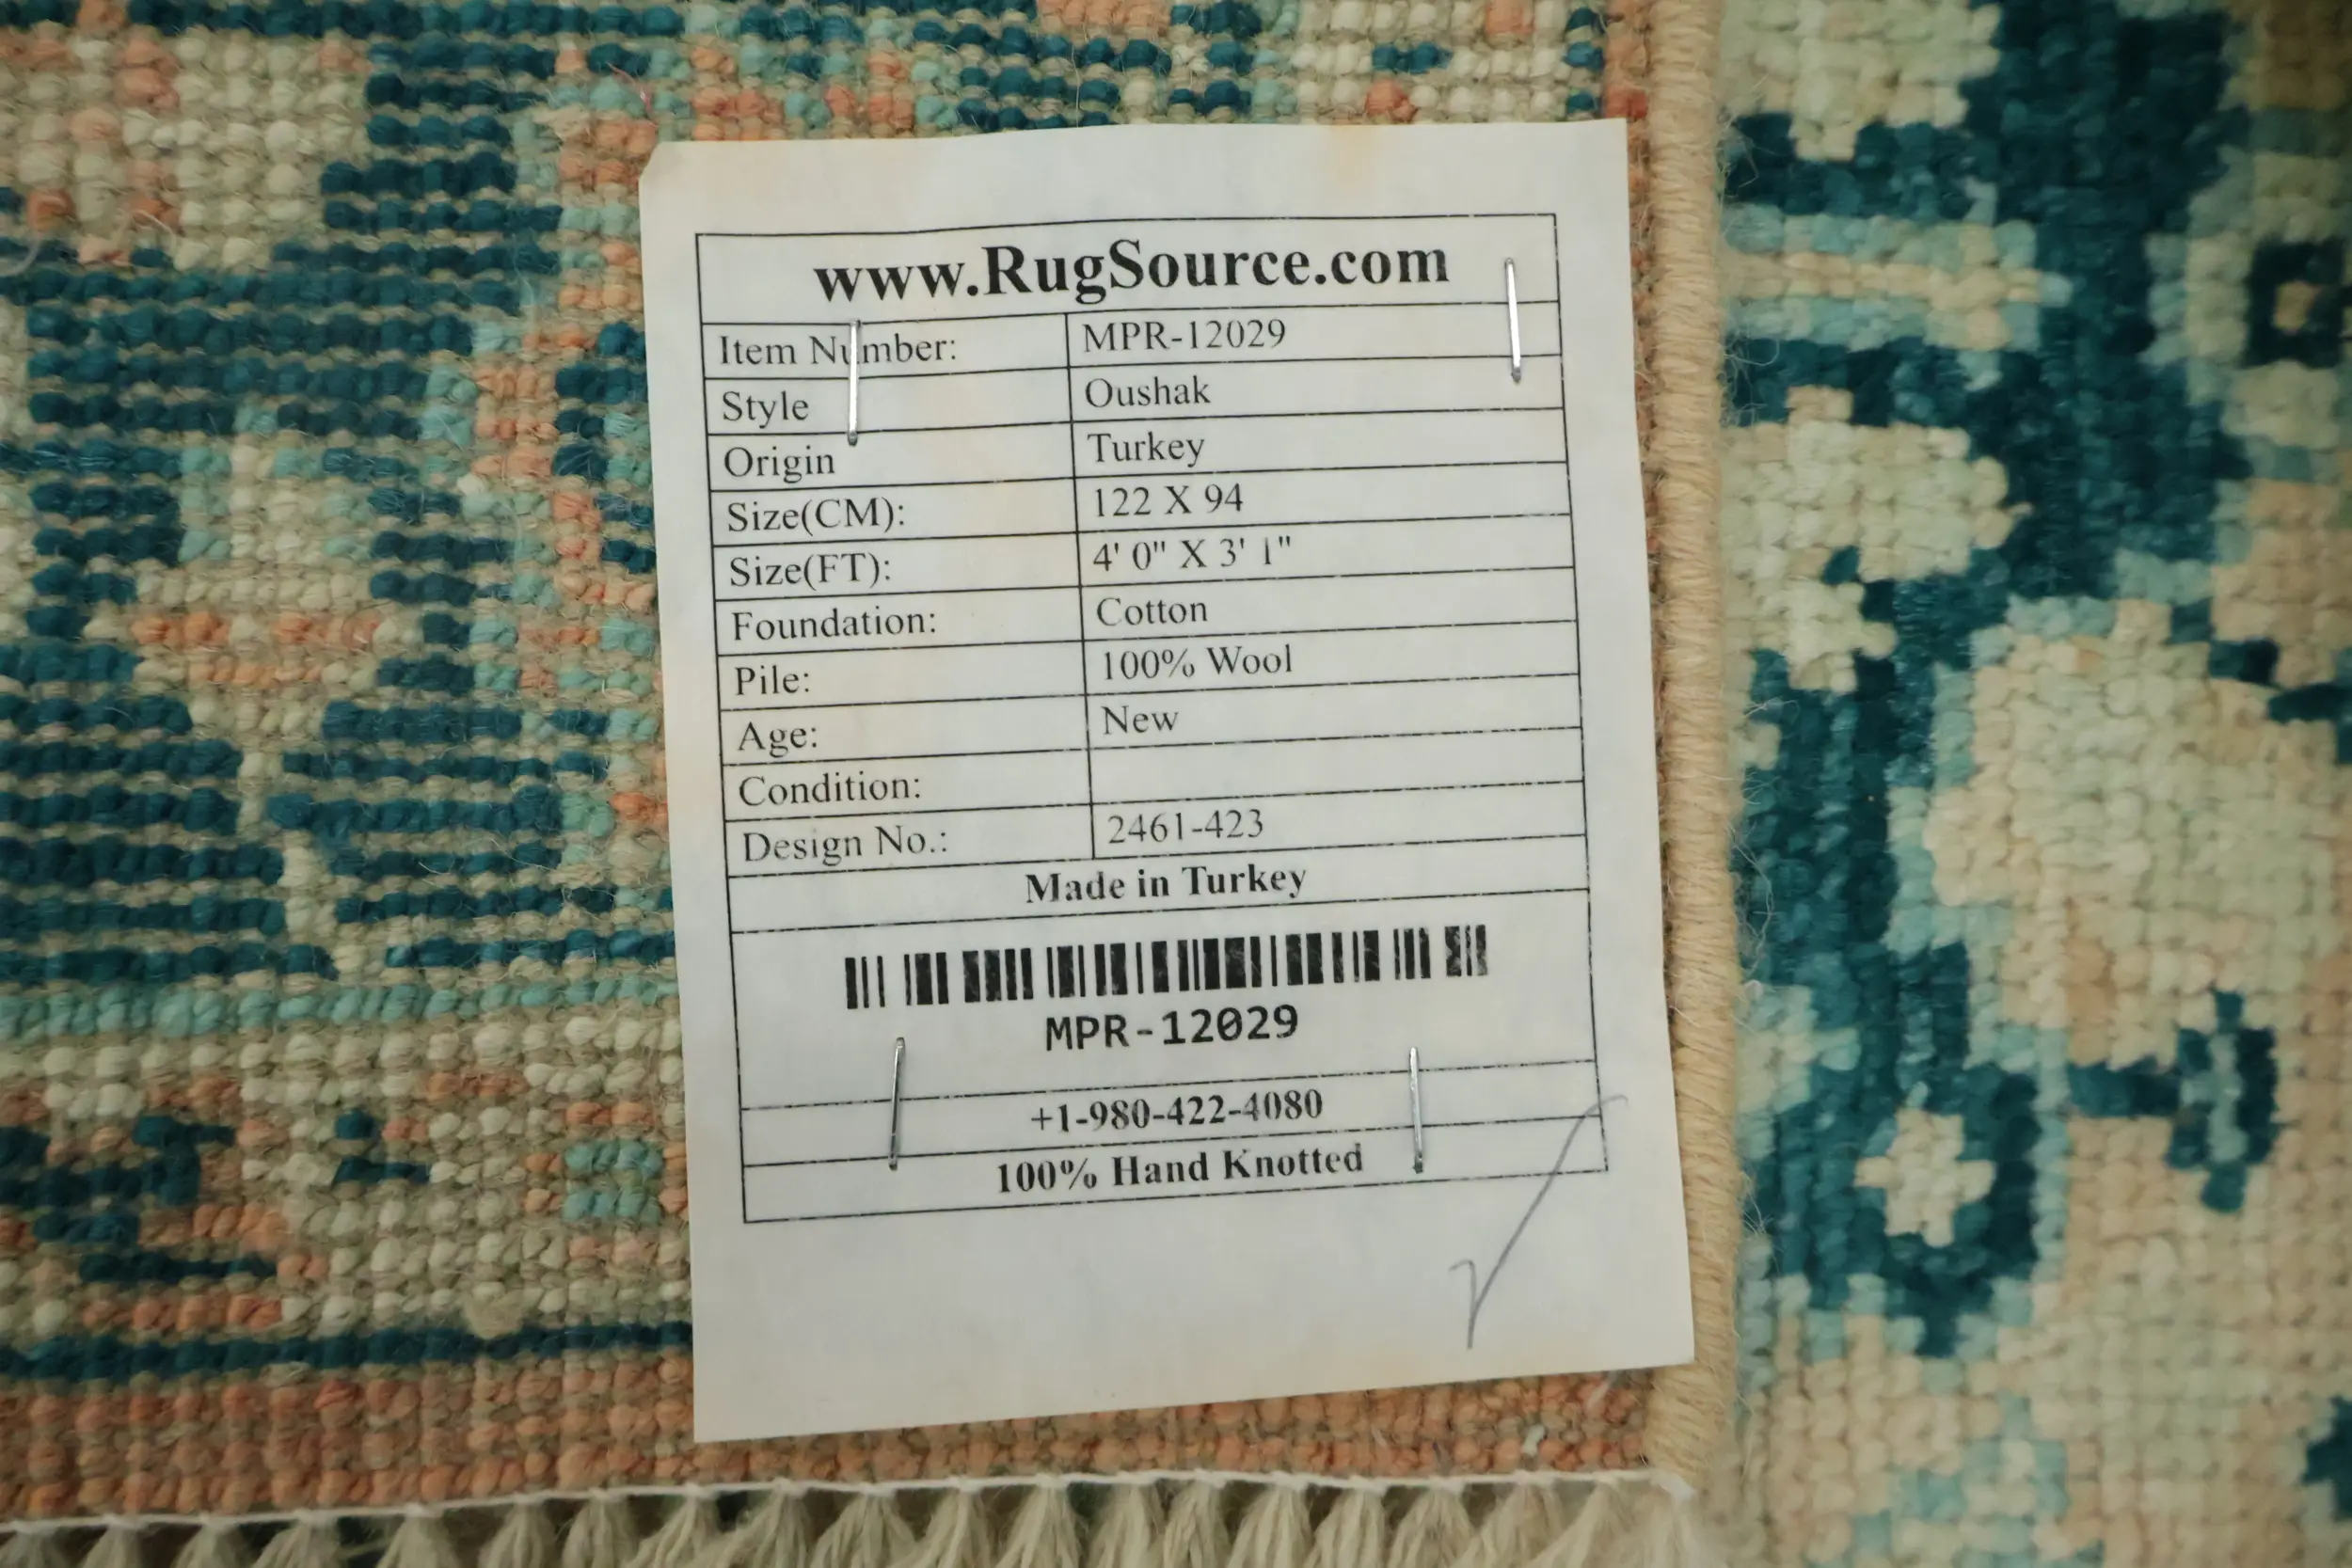 www.RugSource.com
Item Number: MPR-12029
Style Oushak
Origin Turkey
Size(CM): 122 X 94
Size(FT): 4' 0" X 3' 1"
Foundation: Cotton
Pile: 100% Wool
Age: New
Condition:
Design No.: 2461-423
Made in Turkey
MPR-12029
+1-980-422-4080
100% Hand Knotted